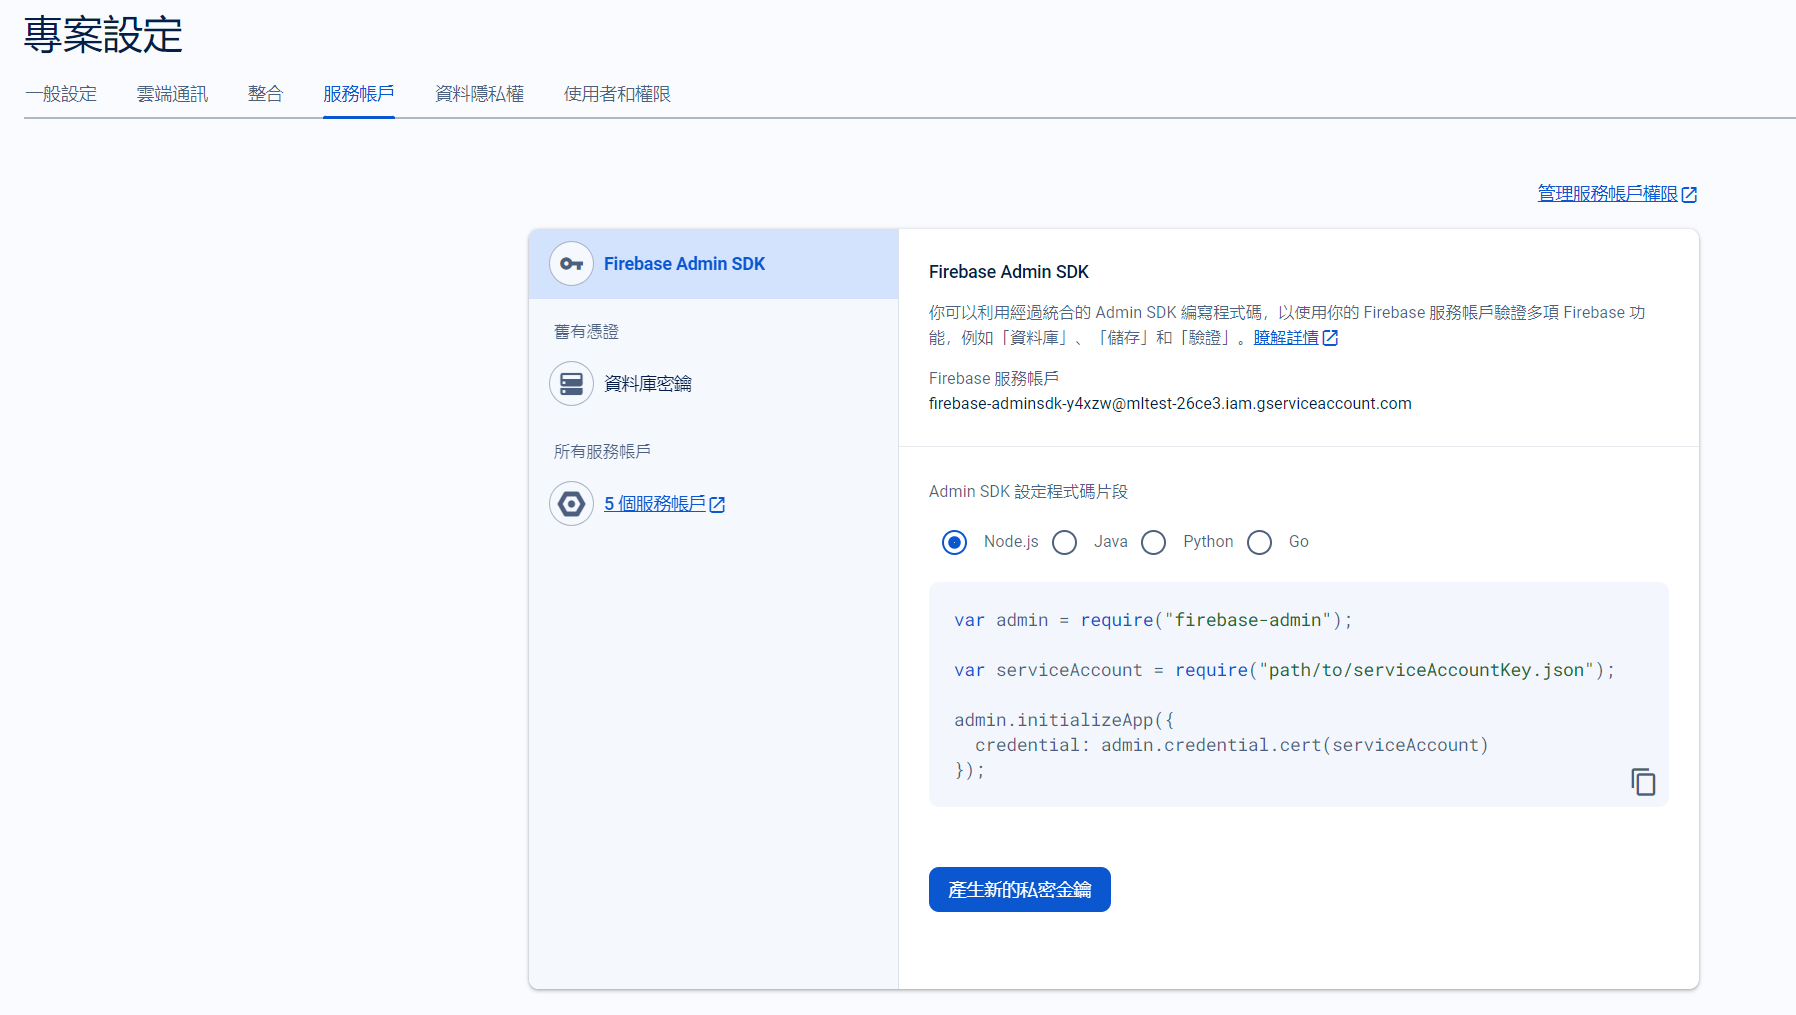 專案設定
一般設定 雲端通訊 整合 服務帳戶 資料隱私權 使用者和權限
管理服務帳戶權限
Firebase Admin SDK
舊有憑證
資料庫密鑰
所有服務帳戶
5 個服務帳戶
Firebase Admin SDK
你可以利用經過統合的 Admin SDK 編寫程式碼，以使用你的 Firebase 服務帳戶驗證多項 Firebase 功
能，例如「資料庫」、「儲存」和「驗證」。瞭解詳情
Firebase 服務帳戶
firebase-adminsdk-y4xzw@mltest-26ce3.iam.gserviceaccount.com
Admin SDK 設定程式碼片段
Node.js Java Python Go
var admin = require("firebase-admin");
var serviceAccount = require("path/to/serviceAccountKey.json");
admin.initializeApp({
  credential: admin.credential.cert(serviceAccount)
});
產生新的私密金鑰